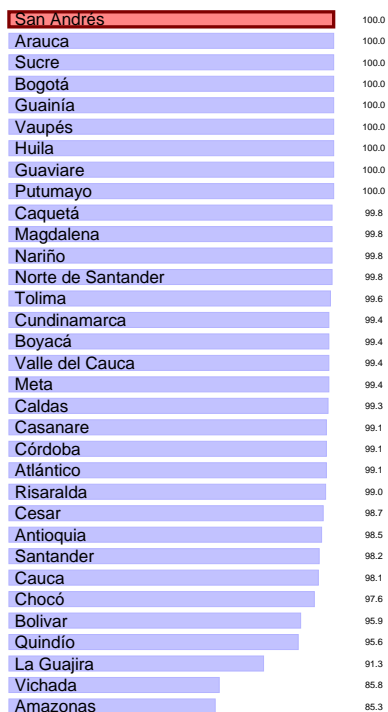 San Andrés 100.0
Arauca 100.0
Sucre 100.0
Bogotá 100.0
Guainía 100.0
Vaupés 100.0
Huila 100.0
Guaviare 100.0
Putumayo 100.0
Caquetá 99.8
Magdalena 99.8
Nariño 99.8
Norte de Santander 99.8
Tolima 99.6
Cundinamarca 99.4
Boyacá 99.4
Valle del Cauca 99.4
Meta 99.4
Caldas 99.3
Casanare 99.1
Córdoba 99.1
Atlántico 99.1
Risaralda 99.0
Cesar 98.7
Antioquia 98.5
Santander 98.2
Cauca 98.1
Chocó 97.6
Bolivar 95.9
Quindío 95.6
La Guajira 91.3
Vichada 85.8
Amazonas 85.3